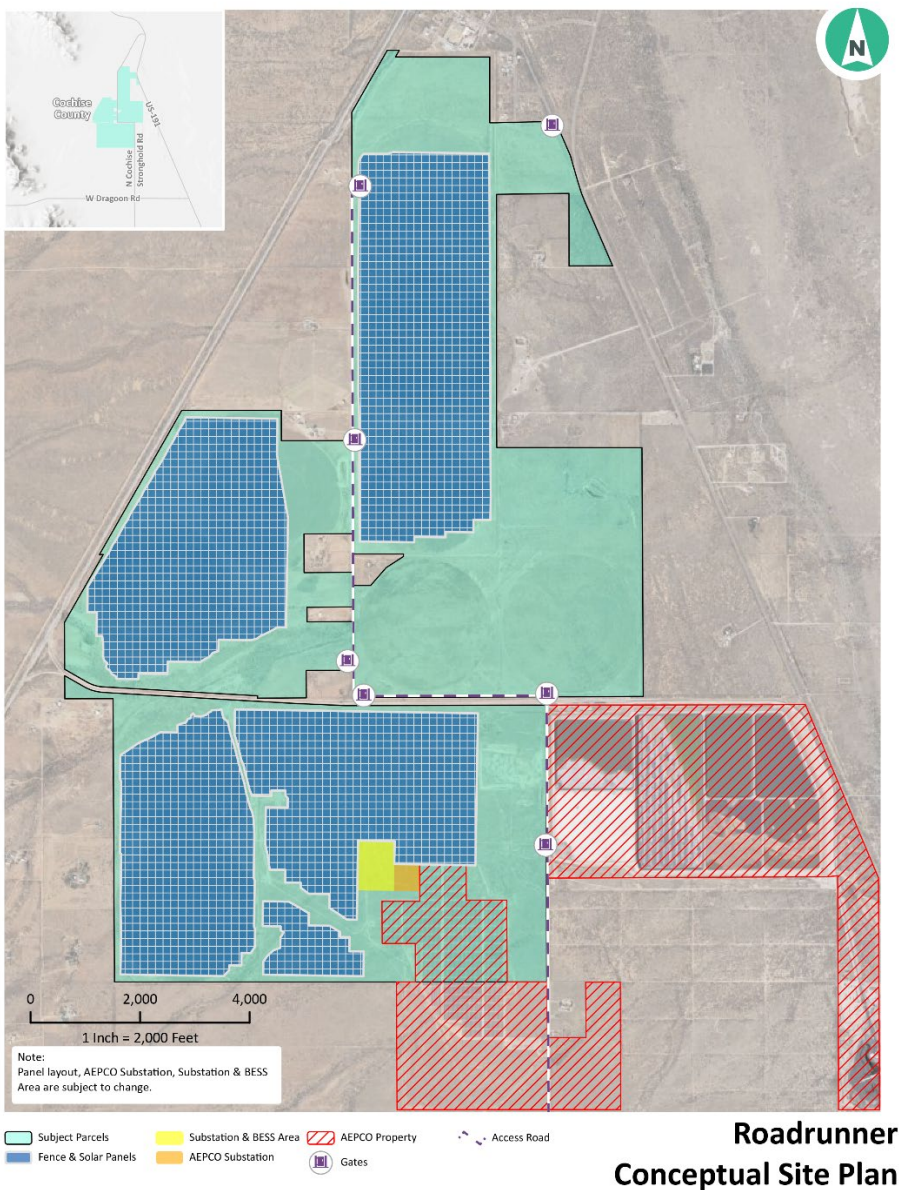 N
Cochise
County
US-191
N Cochise
Stronghold Rd
W Dragoon Rd
0 2,000 4,000
1 Inch = 2,000 Feet
Note:
Panel layout, AEPCO Substation, Substation & BESS
Area are subject to change.
Subject Parcels
Substation & BESS Area
AEPCO Property
Access Road
Fence & Solar Panels
AEPCO Substation
Gates
Roadrunner
Conceptual Site Plan